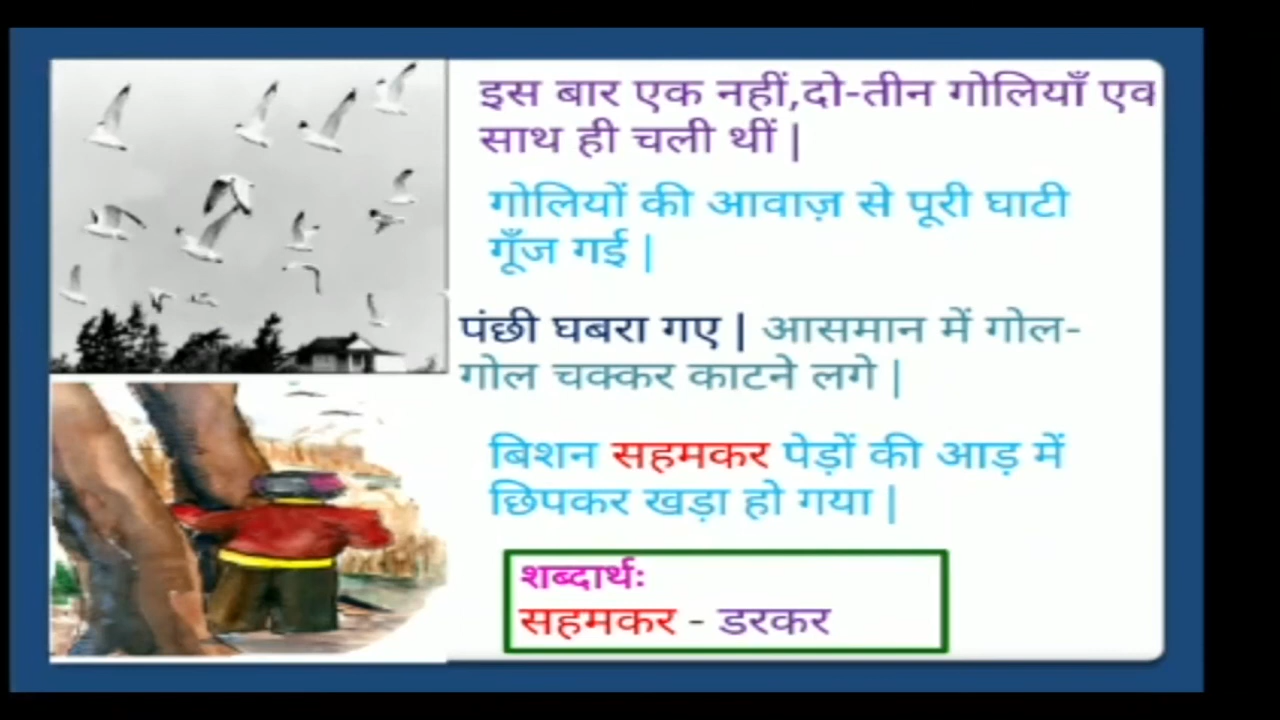 इस बार एक नहीं,दो-तीन गोलियाँ एक
साथ ही चली थीं |
गोलियों की आवाज़ से पूरी घाटी
गूँज गई |
पंछी घबरा गए | आसमान में गोल-
गोल चक्कर काटने लगे |
बिशन सहमकर पेड़ों की आड़ में
छिपकर खड़ा हो गया |
शब्दार्थः
सहमकर - डरकर